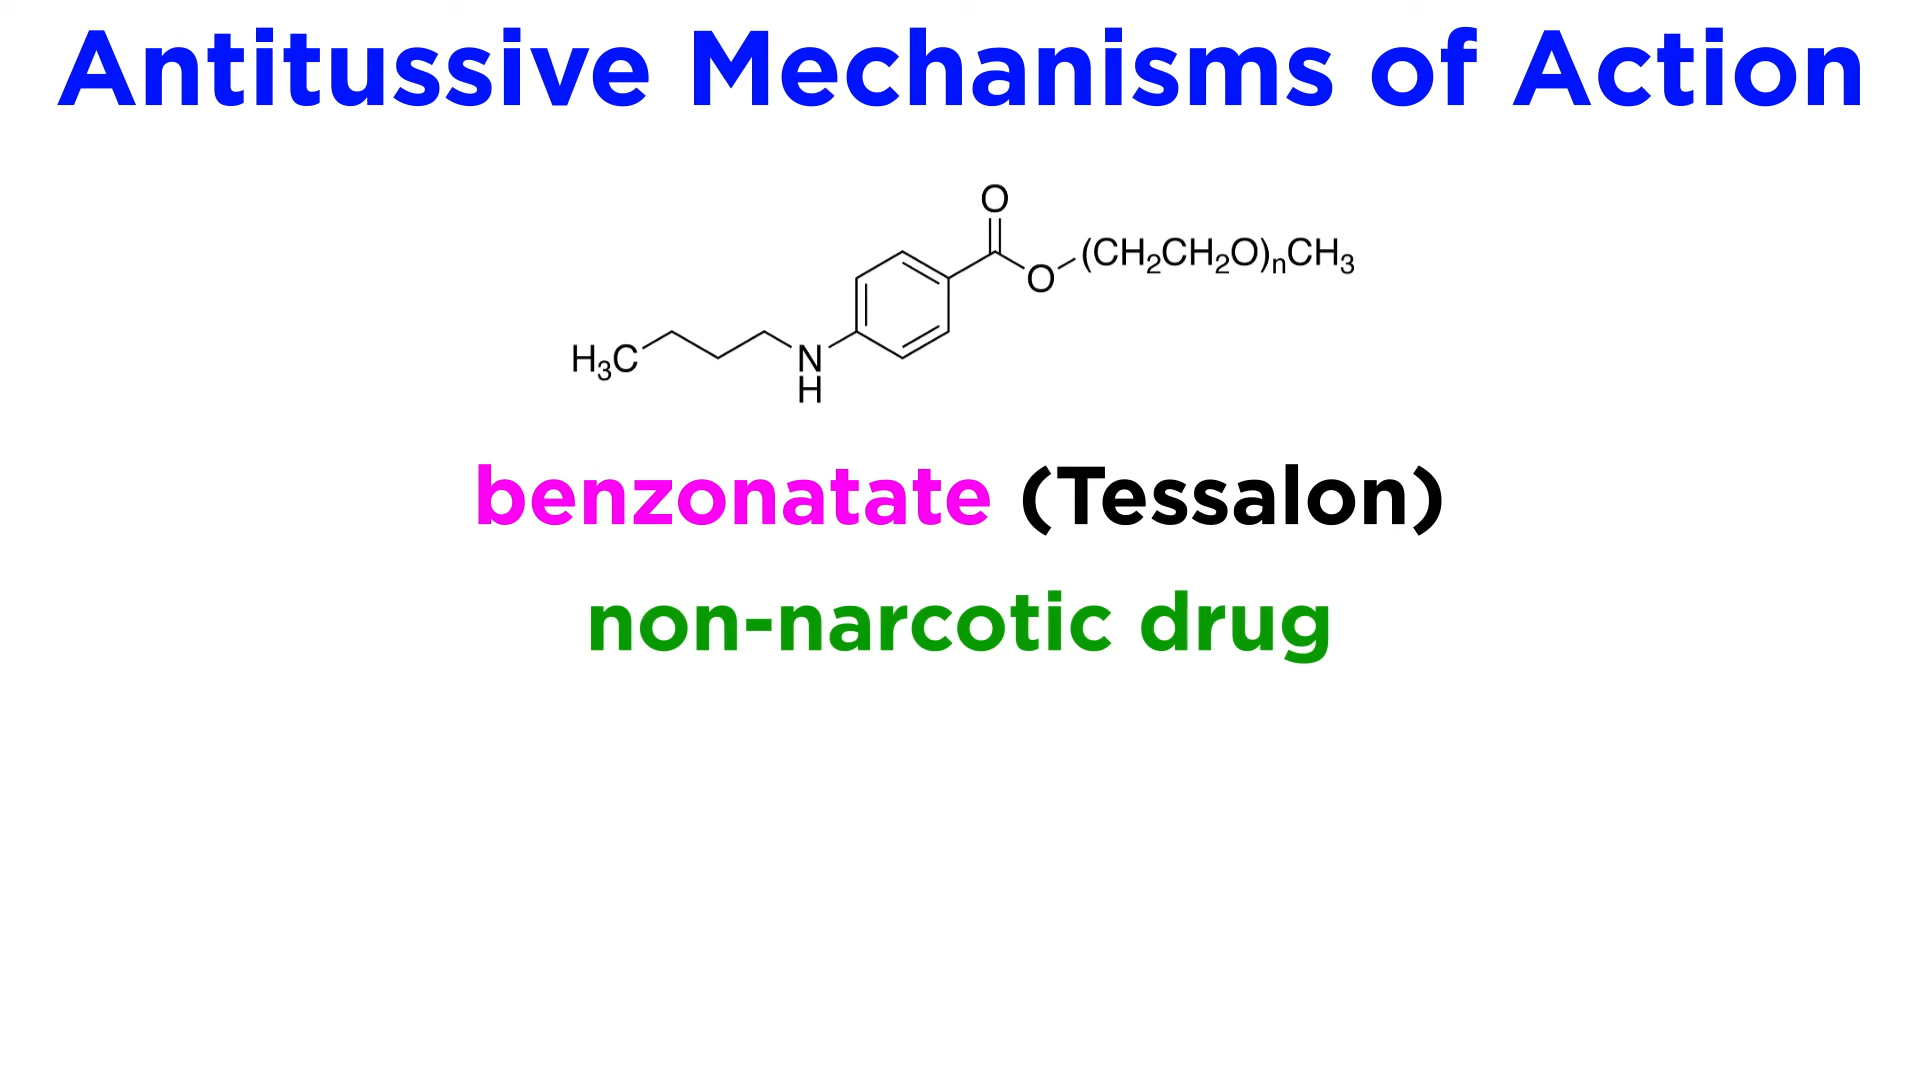 Antitussive Mechanisms of Action
O
O
(CH₂CH₂O)ₙCH₃
H₃C
N
H
benzonatate (Tessalon)
non-narcotic drug